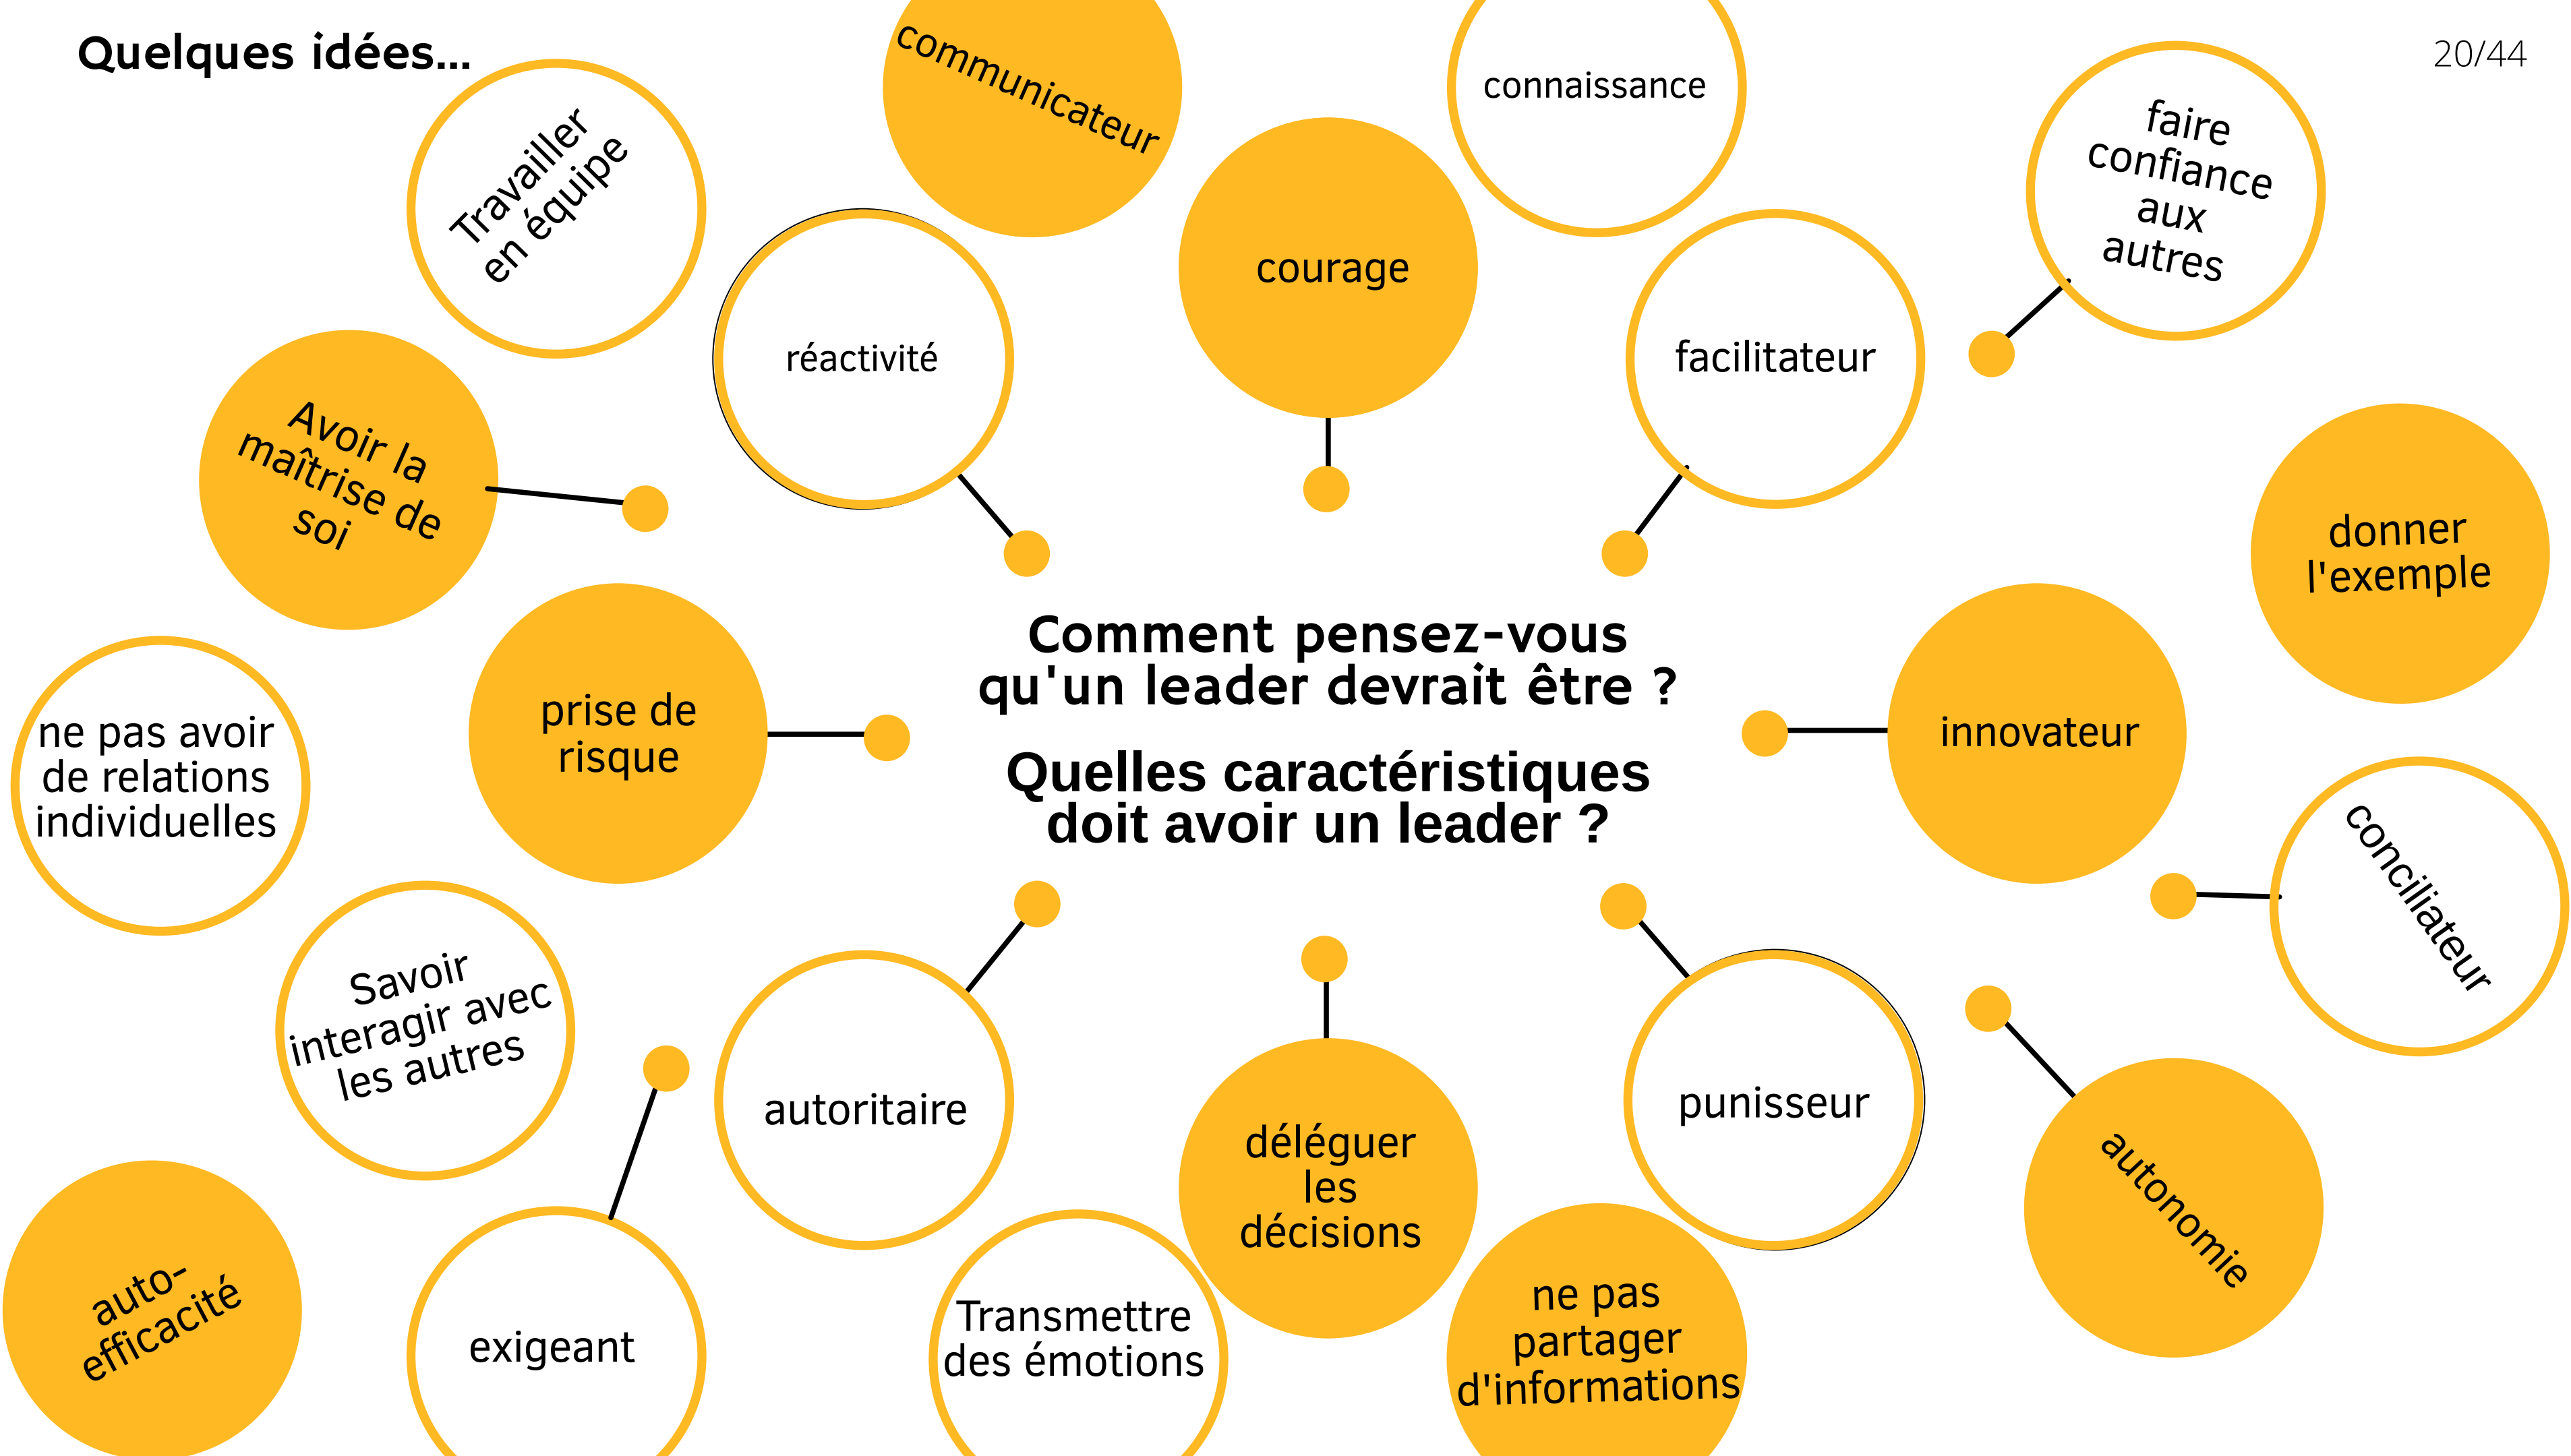 Quelques idées...
20/44
communicateur
connaissance
Travailler
en équipe
faire
confiance
aux
autres
courage
réactivité
facilitateur
Avoir la
maîtrise de
soi
donner
l'exemple
Comment pensez-vous
qu'un leader devrait être ?
Quelles caractéristiques
doit avoir un leader ?
prise de
risque
innovateur
ne pas avoir
de relations
individuelles
conciliateur
Savoir
interagir avec
les autres
autoritaire
punisseur
déléguer
les
décisions
autonomie
auto-
efficacité
exigeant
Transmettre
des émotions
ne pas
partager
d'informations